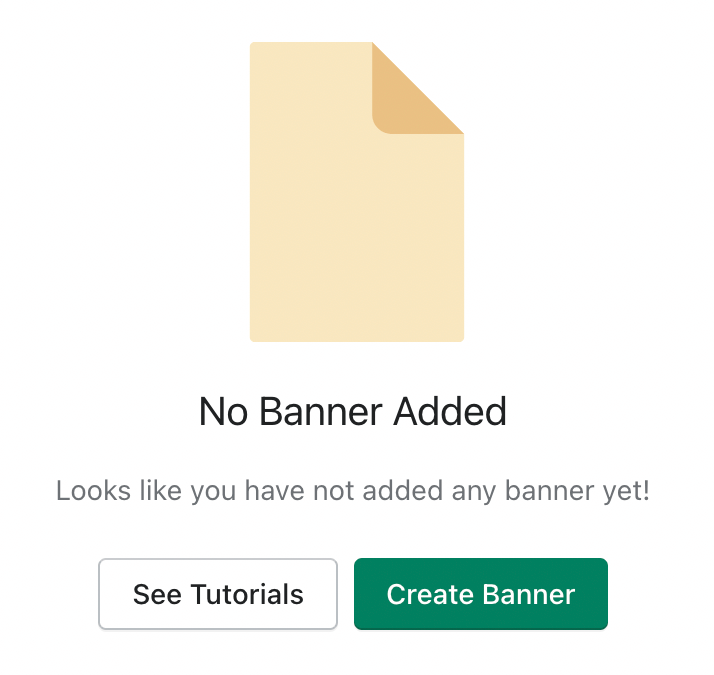 No Banner Added
Looks like you have not added any banner yet!
See Tutorials
Create Banner